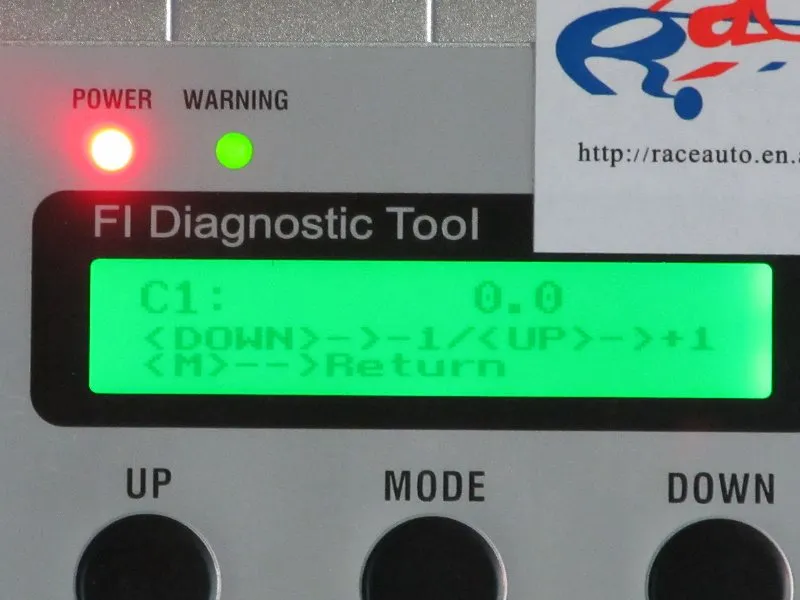 POWER WARNING
http://raceauto.en.a
FI Diagnostic Tool
C1: 0.0
<DOWN>->-1/<UP>->+1
<M>-->Return
UP MODE DOWN